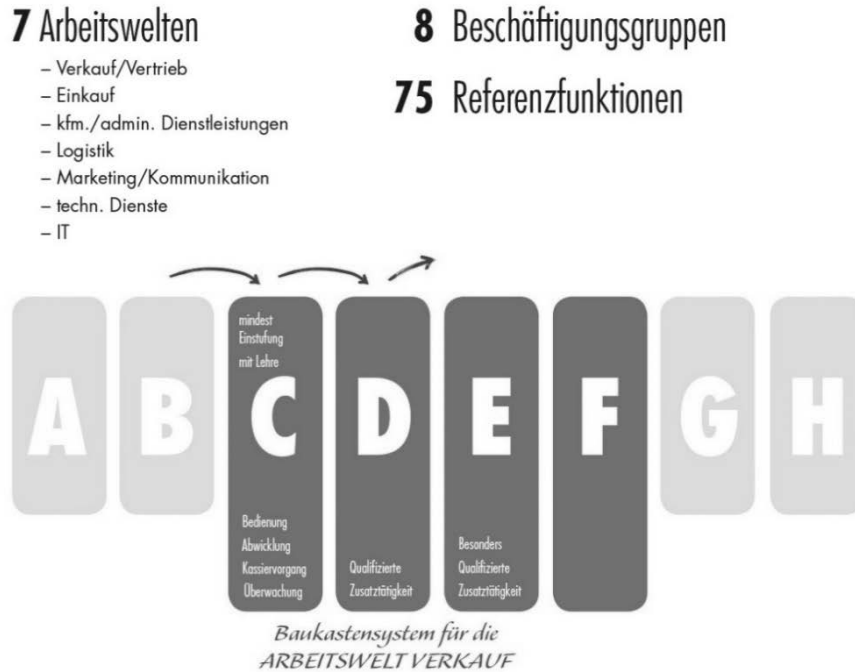 7 Arbeitswelten
– Verkauf/Vertrieb
– Einkauf
– kfm./admin. Dienstleistungen
– Logistik
– Marketing/Kommunikation
– techn. Dienste
– IT
8 Beschäftigungsgruppen
75 Referenzfunktionen
A
B
mindest
Einstufung
mit Lehre
C
Bedienung
Abwicklung
Kassiervorgang
Überwachung
D
Qualifizierte
Zusatztätigkeit
E
Besonders
Qualifizierte
Zusatztätigkeit
F
G
H
Baukastensystem für die
ARBEITSWELT VERKAUF